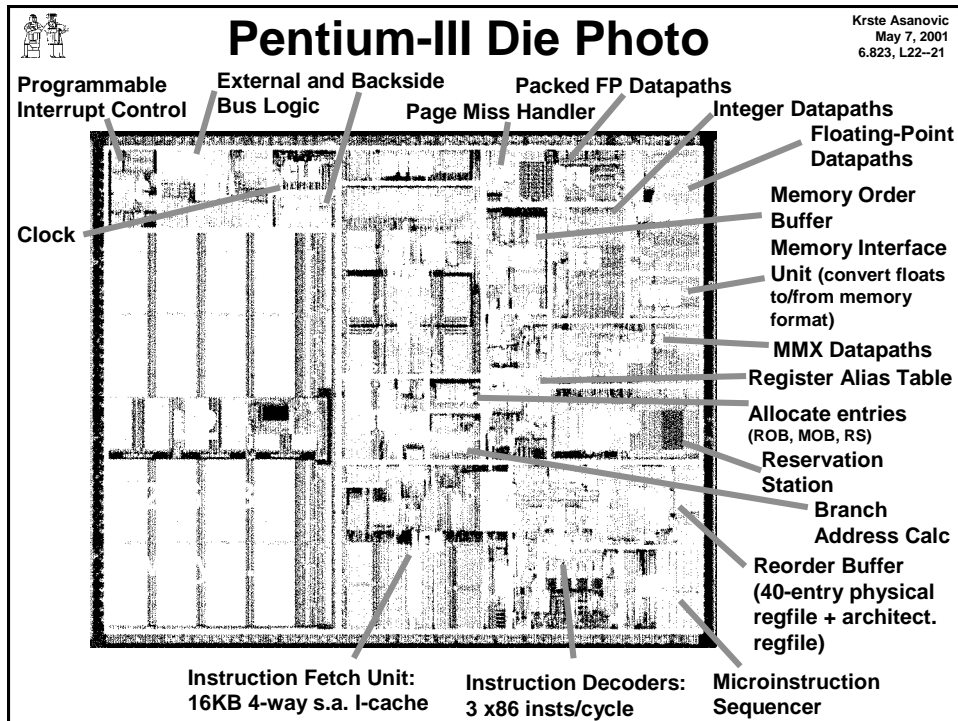 Pentium-III Die Photo
Krste Asanovic
May 7, 2001
6.823, L22--21
Programmable
Interrupt Control
External and Backside
Bus Logic
Packed FP Datapaths
Page Miss Handler
Integer Datapaths
Floating-Point
Datapaths
Clock
Memory Order
Buffer
Memory Interface
Unit (convert floats
to/from memory
format)
MMX Datapaths
Register Alias Table
Allocate entries
(ROB, MOB, RS)
Reservation
Station
Branch
Address Calc
Reorder Buffer
(40-entry physical
regfile + architect.
regfile)
Instruction Fetch Unit:
16KB 4-way s.a. I-cache
Instruction Decoders:
3 x86 insts/cycle
Microinstruction
Sequencer